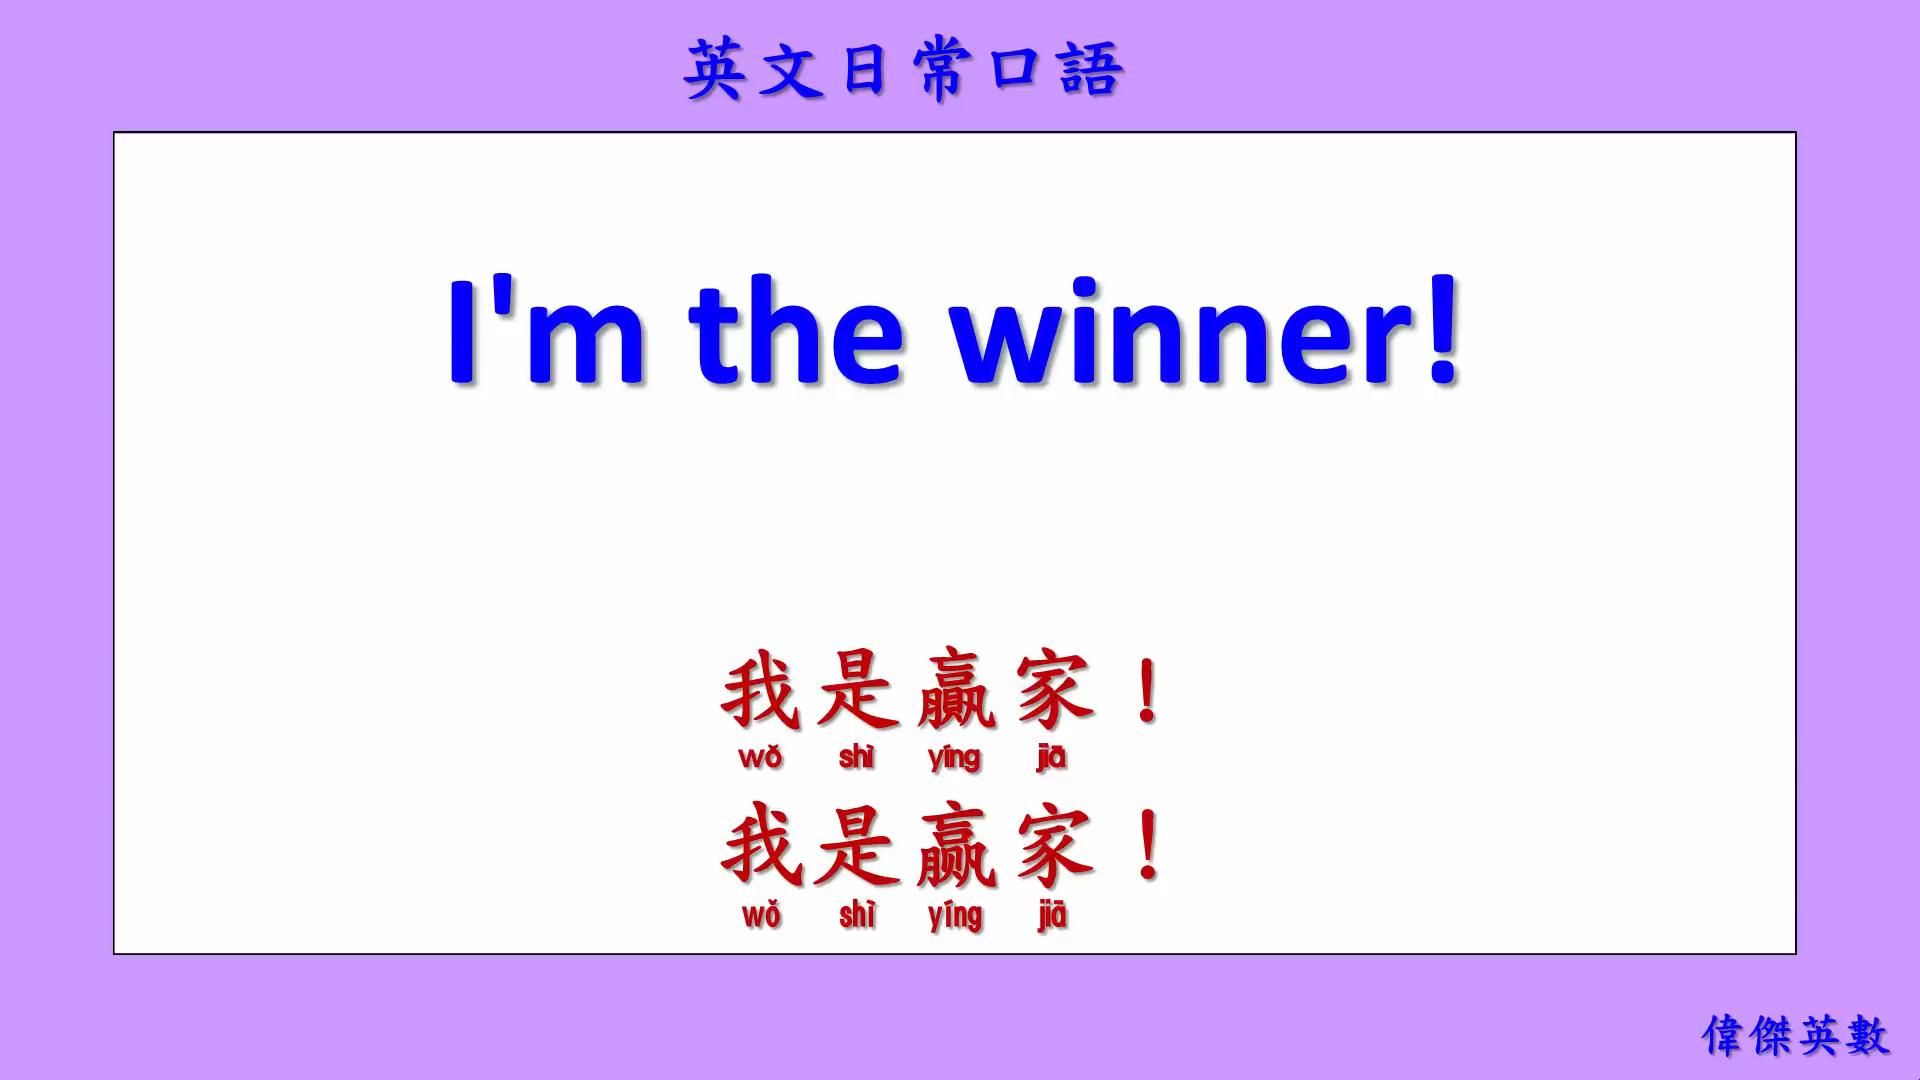 英文日常口語
I'm the winner!
我是贏家！
wǒ shì yíng jiā
我是赢家！
wǒ shì yíng jiā
偉傑英數